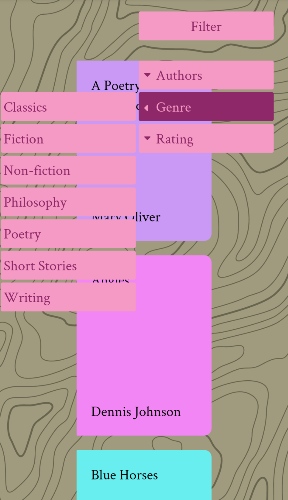 Filter
Authors
A Poetry
Genre
Classics
Rating
Fiction
Non-fiction
Philosophy
Mary Oliver
Poetry
Short Stories
Angels
Writing
Dennis Johnson
Blue Horses